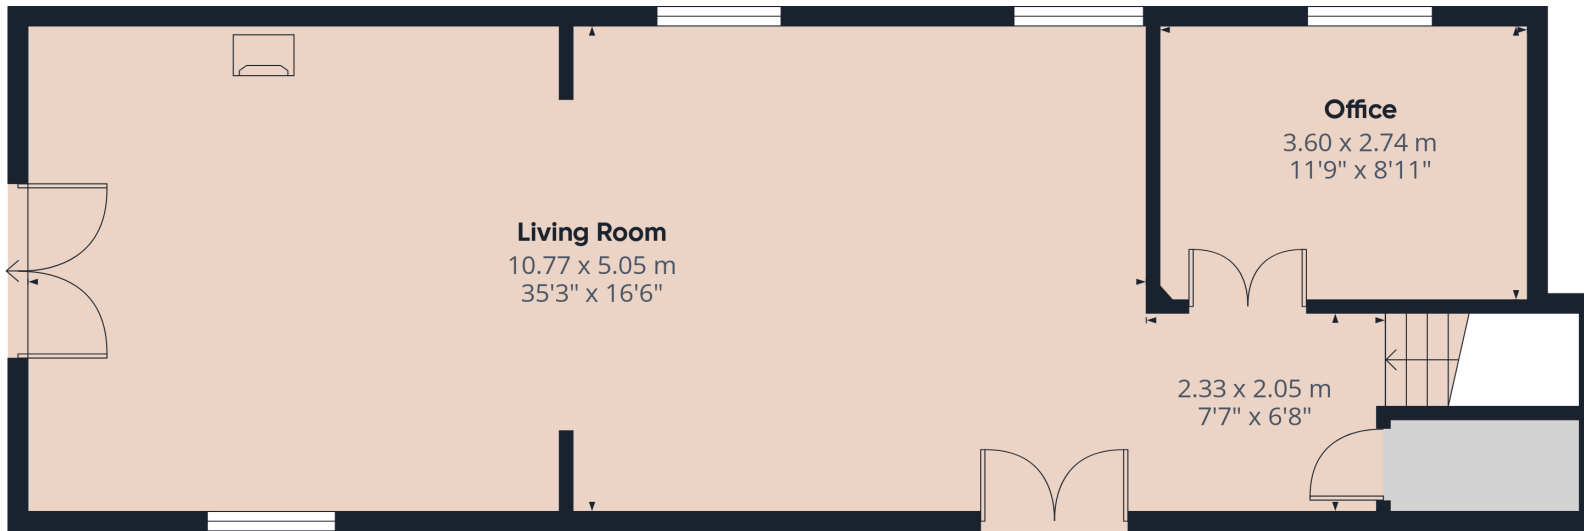 Office
3.60 x 2.74 m
11'9" x 8'11"
Living Room
10.77 x 5.05 m
35'3" x 16'6"
2.33 x 2.05 m
7'7" x 6'8"